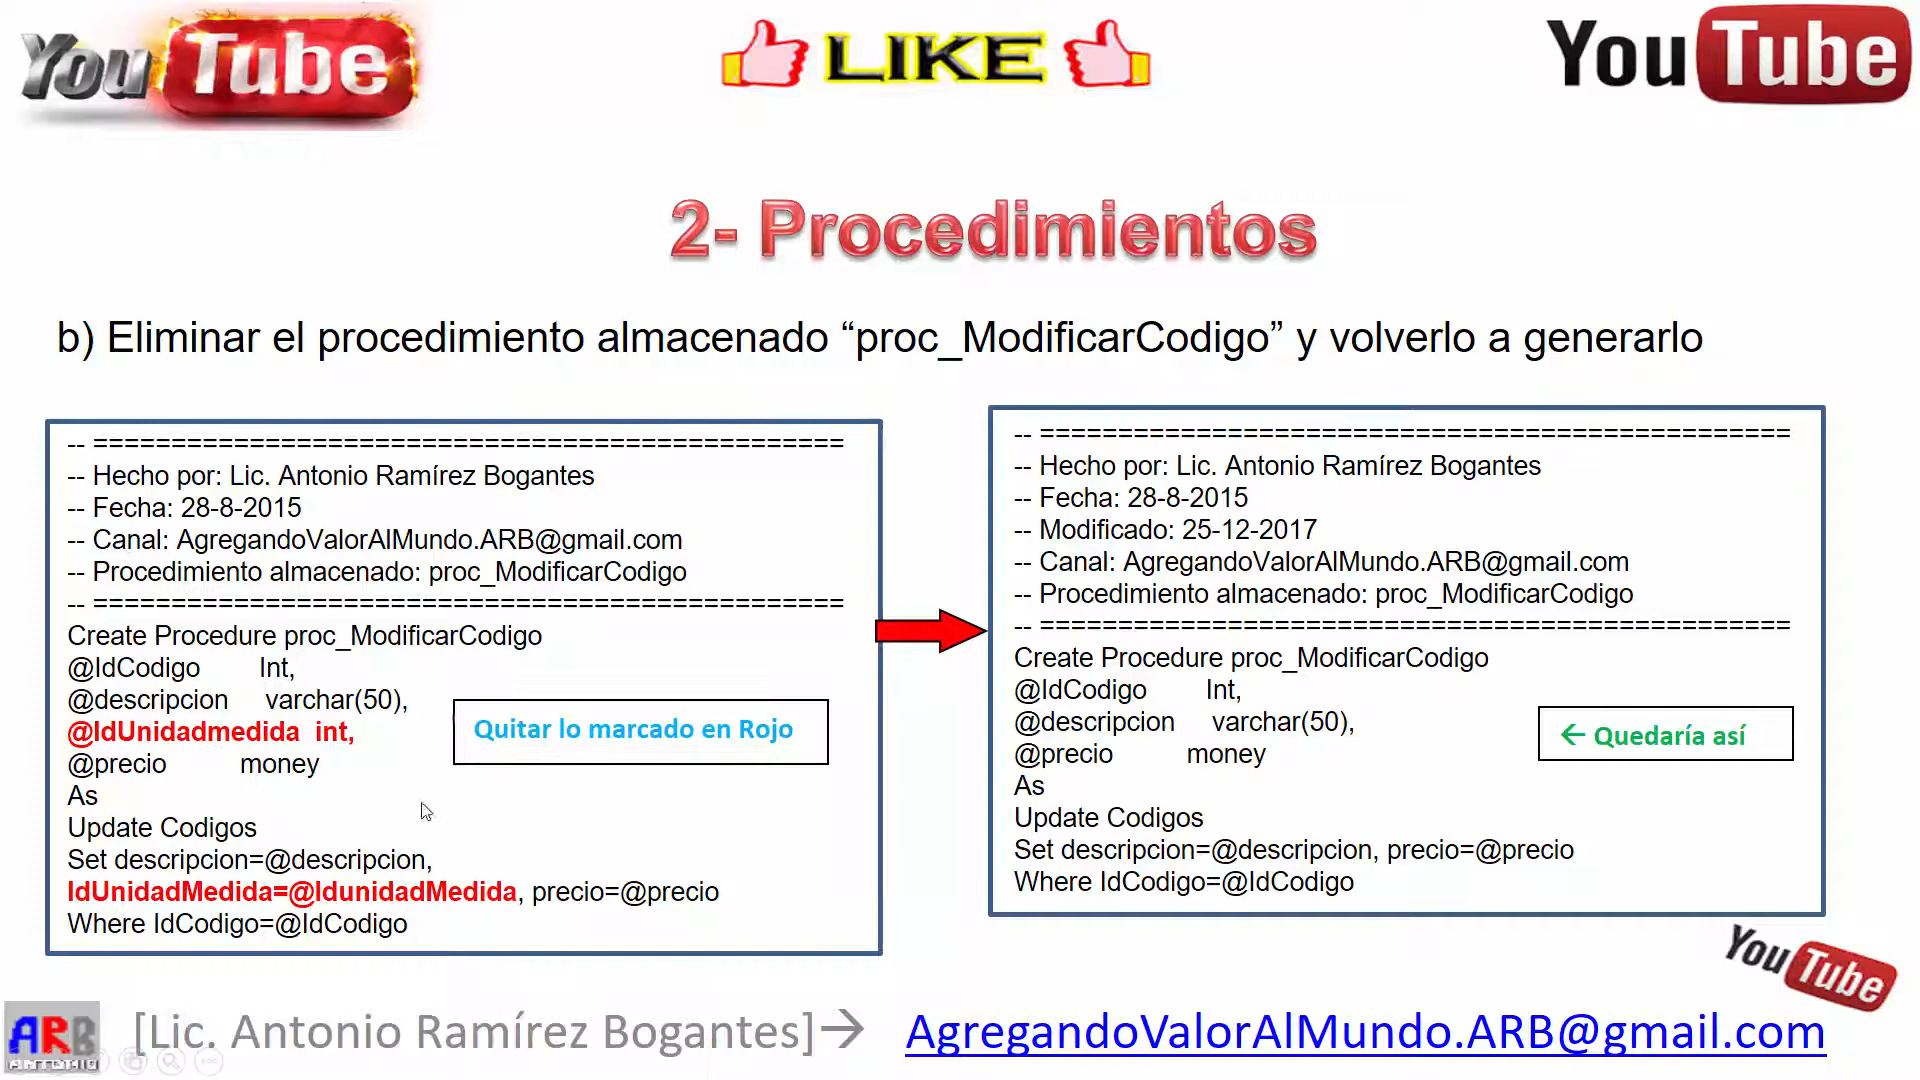 YouTube
LIKE
YouTube
2- Procedimientos
b) Eliminar el procedimiento almacenado “proc_ModificarCodigo” y volverlo a generarlo
-- ================================================
-- Hecho por: Lic. Antonio Ramírez Bogantes
-- Fecha: 28-8-2015
-- Canal: AgregandoValorAlMundo.ARB@gmail.com
-- Procedimiento almacenado: proc_ModificarCodigo
-- ================================================
Create Procedure proc_ModificarCodigo
@IdCodigo Int,
@descripcion varchar(50),
@IdUnidadmedida int,
@precio money
As
Update Codigos
Set descripcion=@descripcion,
IdUnidadMedida=@IdunidadMedida, precio=@precio
Where IdCodigo=@IdCodigo
Quitar lo marcado en Rojo
-- ================================================
-- Hecho por: Lic. Antonio Ramírez Bogantes
-- Fecha: 28-8-2015
-- Modificado: 25-12-2017
-- Canal: AgregandoValorAlMundo.ARB@gmail.com
-- Procedimiento almacenado: proc_ModificarCodigo
-- ================================================
Create Procedure proc_ModificarCodigo
@IdCodigo Int,
@descripcion varchar(50),
@precio money
As
Update Codigos
Set descripcion=@descripcion, precio=@precio
Where IdCodigo=@IdCodigo
← Quedaría así
YouTube
ARB
ANTONIO
[Lic. Antonio Ramírez Bogantes]→ AgregandoValorAlMundo.ARB@gmail.com